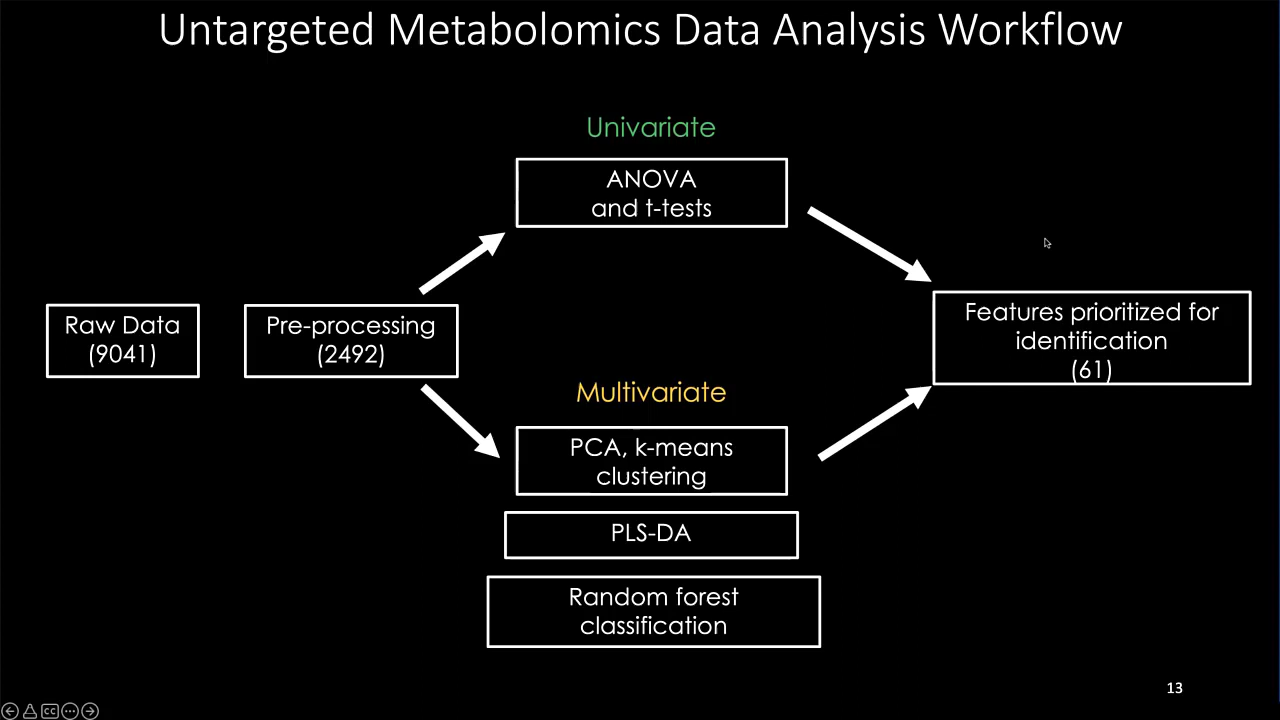 Untargeted Metabolomics Data Analysis Workflow
Univariate
ANOVA
and t-tests
Raw Data
(9041)
Pre-processing
(2492)
Features prioritized for
identification
(61)
Multivariate
PCA, k-means
clustering
PLS-DA
Random forest
classification
13
CC